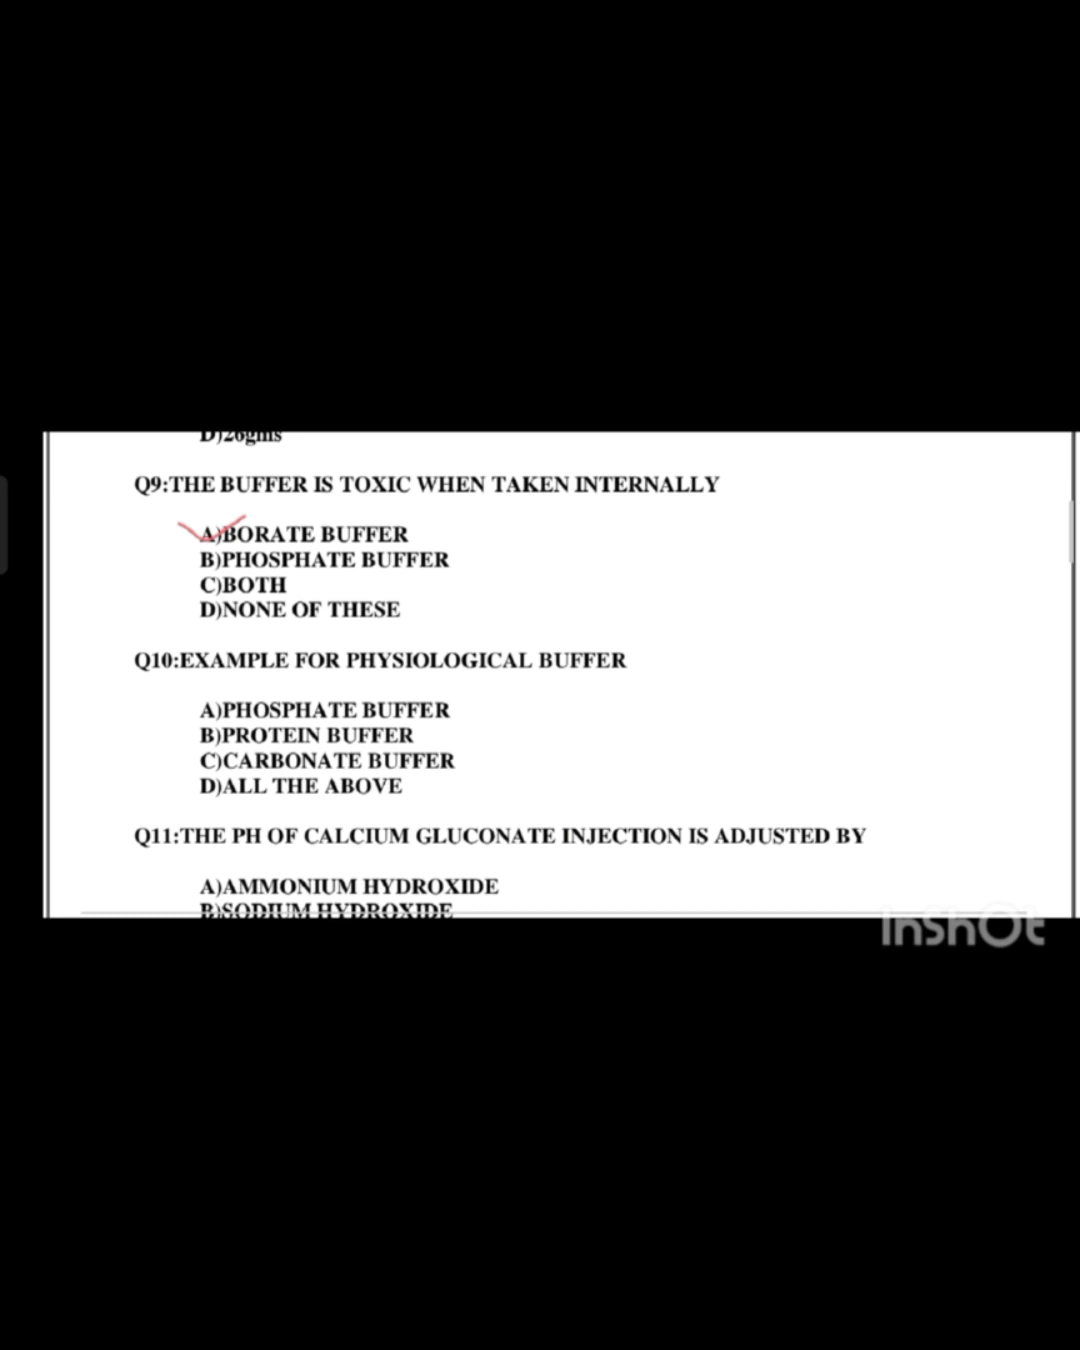 D)26gms
Q9:THE BUFFER IS TOXIC WHEN TAKEN INTERNALLY
A)BORATE BUFFER
B)PHOSPHATE BUFFER
C)BOTH
D)NONE OF THESE
Q10:EXAMPLE FOR PHYSIOLOGICAL BUFFER
A)PHOSPHATE BUFFER
B)PROTEIN BUFFER
C)CARBONATE BUFFER
D)ALL THE ABOVE
Q11:THE PH OF CALCIUM GLUCONATE INJECTION IS ADJUSTED BY
A)AMMONIUM HYDROXIDE
B)SODIUM HYDROXIDE
InShOt